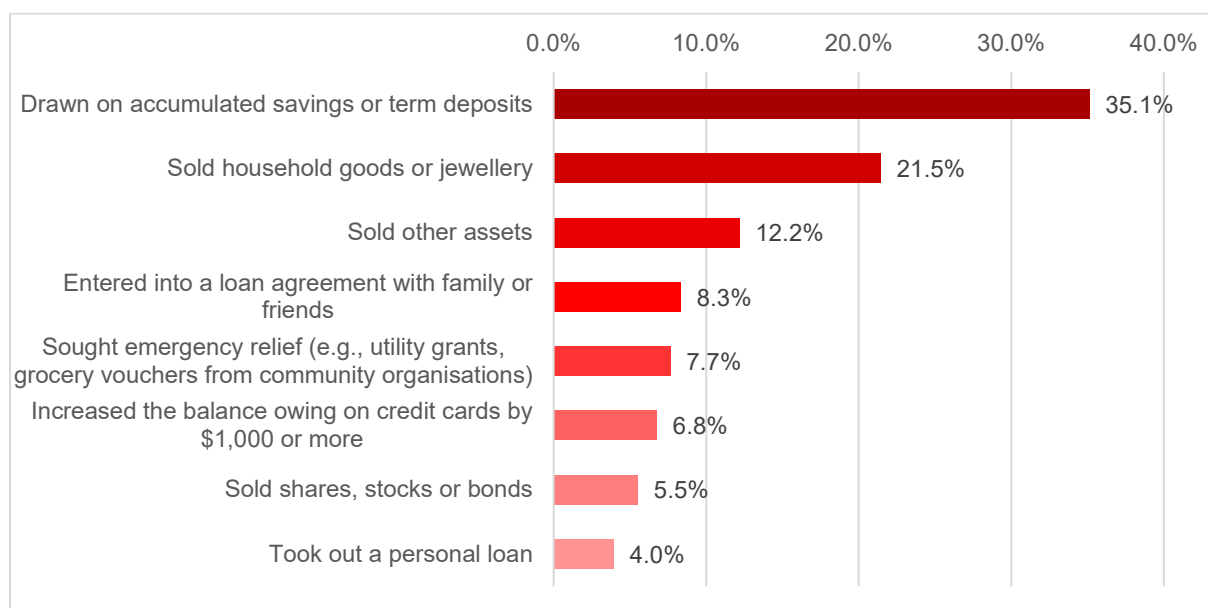 0.0% 10.0% 20.0% 30.0% 40.0%
Drawn on accumulated savings or term deposits 35.1%
Sold household goods or jewellery 21.5%
Sold other assets 12.2%
Entered into a loan agreement with family or
friends 8.3%
Sought emergency relief (e.g., utility grants,
grocery vouchers from community organisations) 7.7%
Increased the balance owing on credit cards by
$1,000 or more 6.8%
Sold shares, stocks or bonds 5.5%
Took out a personal loan 4.0%